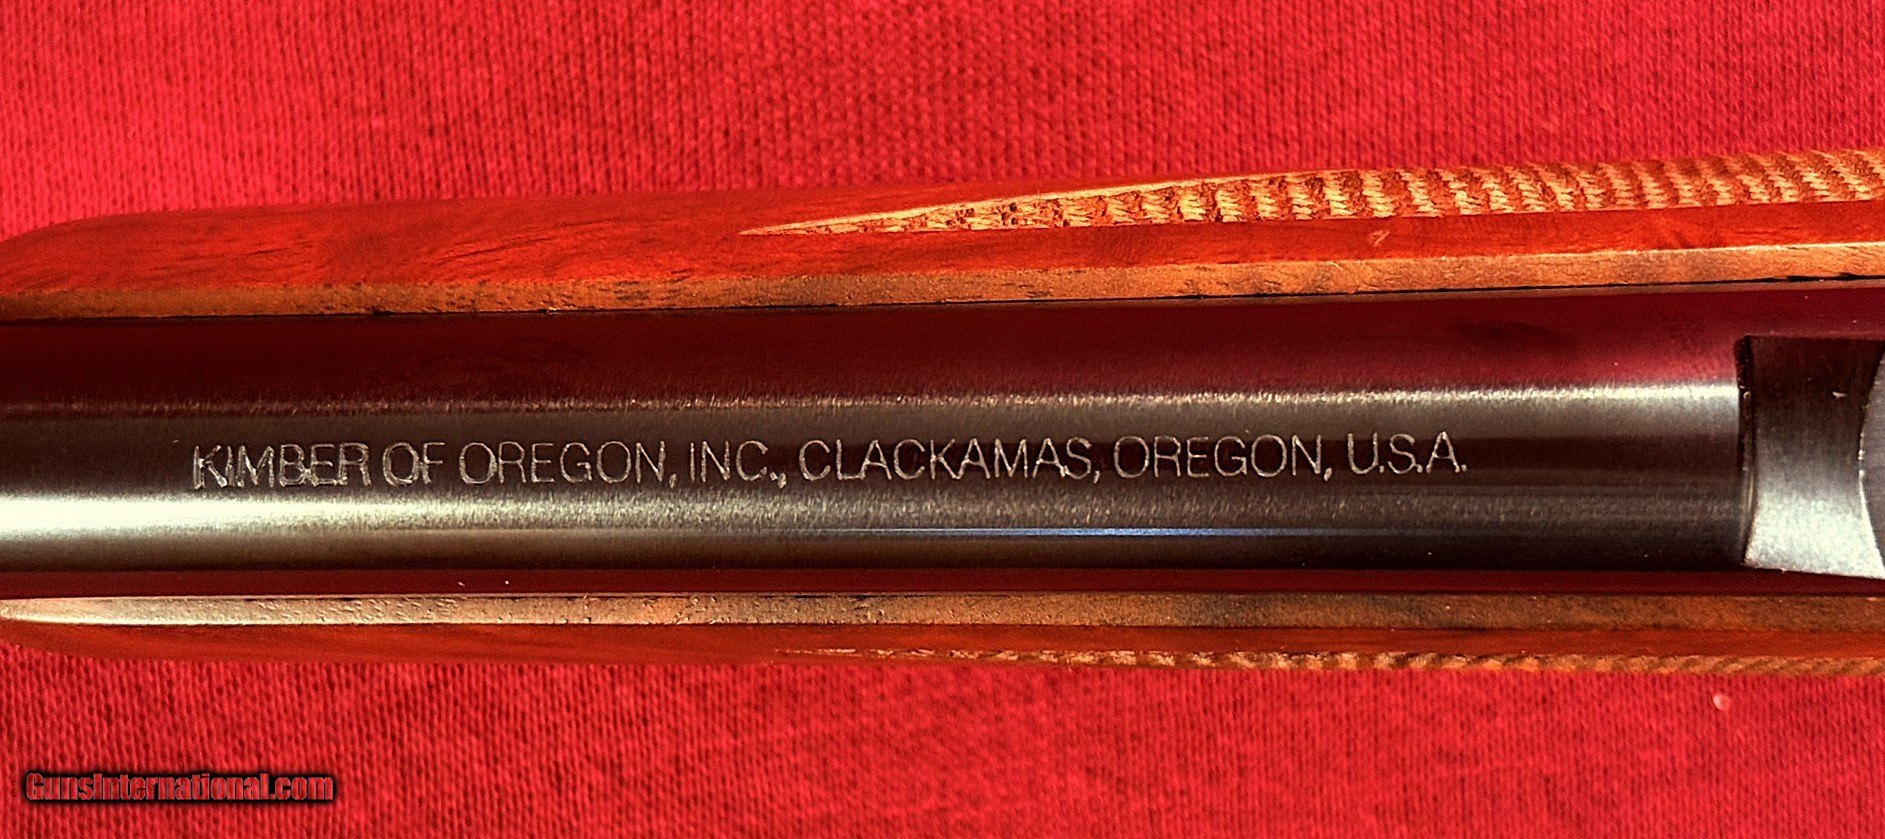 KIMBER OF OREGON, INC., CLACKAMAS, OREGON, U.S.A.
GunsInternational.com